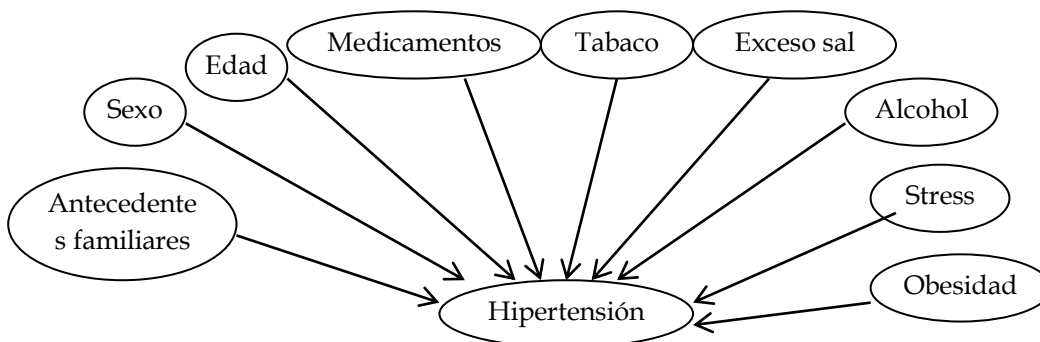 Medicamentos
Tabaco
Exceso sal
Edad
Sexo
Alcohol
Antecedente
s familiares
Stress
Obesidad
Hipertensión